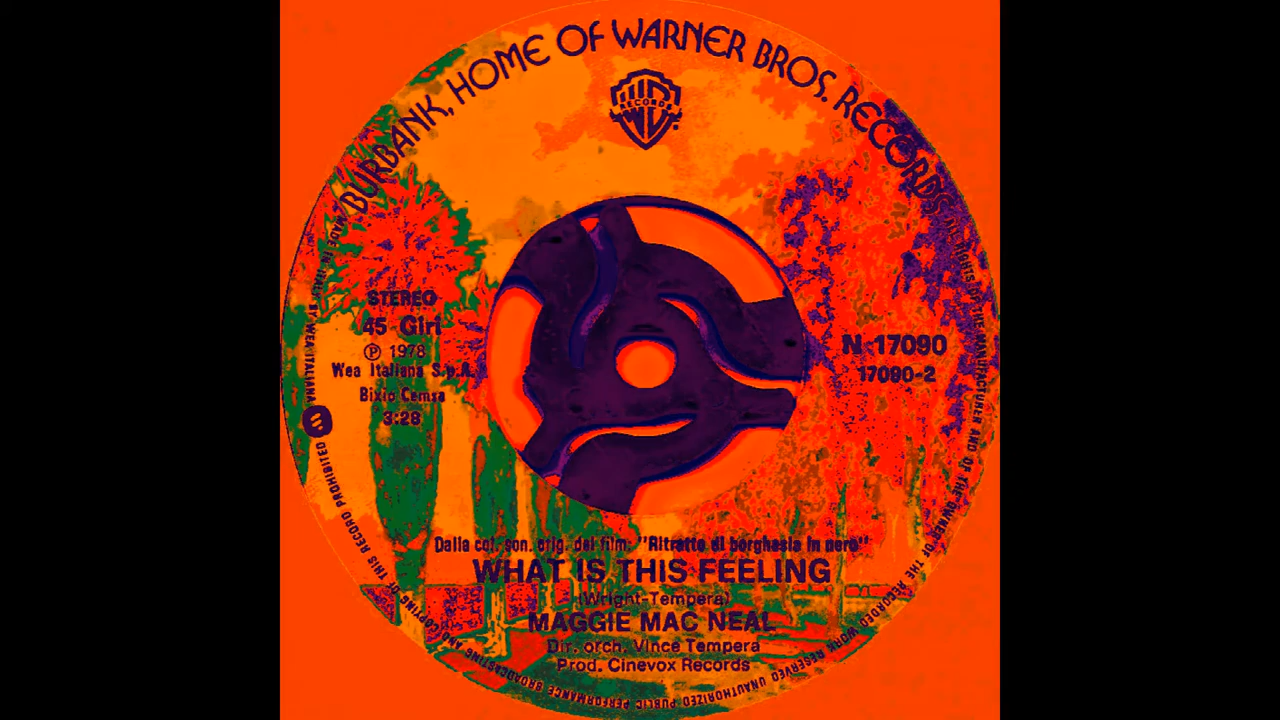 BURBANK, HOME OF WARNER BROS. RECORDS
RECORDS
W
STEREO
45 Giri
Ⓟ 1978
Wea Italiana S.p.A.
Bixio Cemsa
3:28
N 17090
17090-2
Dalla col. son. orig. del film: "Ritratto di borghesia in nero"
WHAT IS THIS FEELING
(Wright-Tempera)
MAGGIE MAC NEAL
Dir. orch. Vince Tempera
Prod. Cinevox Records
MADE IN ITALY BY WEA ITALIANA
ALL RIGHTS OF THE MANUFACTURER AND OF THE OWNER OF THE RECORDED WORK RESERVED UNAUTHORIZED PUBLIC PERFORMANCE BROADCASTING AND COPYING OF THIS RECORD PROHIBITED